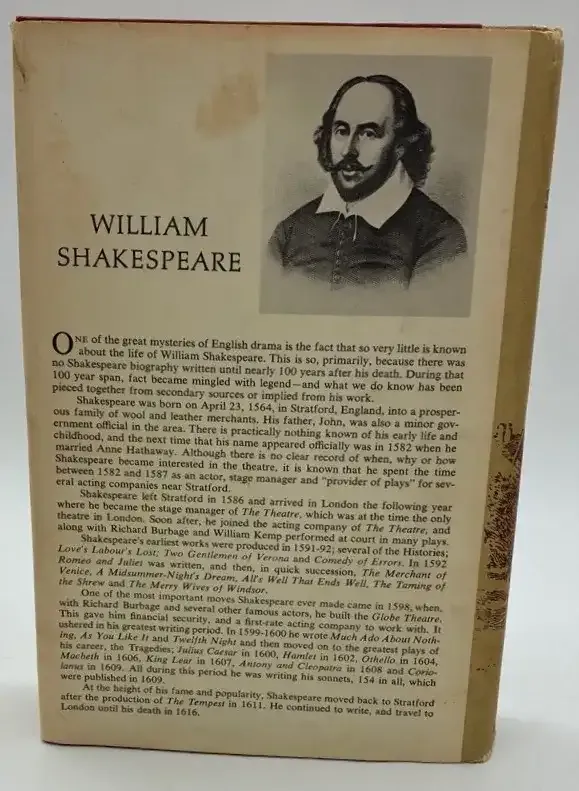 WILLIAM
SHAKESPEARE
ONE of the great mysteries of English drama is the fact that so very little is known
about the life of William Shakespeare. This is so, primarily, because there was
no Shakespeare biography written until nearly 100 years after his death. During that
100 year span, fact became mingled with legend—and what we do know has been
pieced together from secondary sources or implied from his work.
Shakespeare was born on April 23, 1564, in Stratford, England, into a prosper-
ous family of wool and leather merchants. His father, John, was also a minor gov-
ernment official in the area. There is practically nothing known of his early life and
childhood, and the next time that his name appeared officially was in 1582 when he
married Anne Hathaway. Although there is no clear record of when, why or how
Shakespeare became interested in the theatre, it is known that he spent the time
between 1582 and 1587 as an actor, stage manager and "provider of plays" for sev-
eral acting companies near Stratford.
Shakespeare left Stratford in 1586 and arrived in London the following year
where he became the stage manager of The Theatre, which was at the time the only
theatre in London. Soon after, he joined the acting company of The Theatre, and
along with Richard Burbage and William Kemp performed at court in many plays.
Shakespeare's earliest works were produced in 1591-92; several of the Histories;
Love's Labour's Lost; Two Gentlemen of Verona and Comedy of Errors. In 1592
Romeo and Juliet was written, and then, in quick succession, The Merchant of
Venice, A Midsummer-Night's Dream, All's Well That Ends Well, The Taming of
the Shrew and The Merry Wives of Windsor.
One of the most important moves Shakespeare ever made came in 1598, when,
with Richard Burbage and several other famous actors, he built the Globe Theatre.
This gave him financial security, and a first-rate acting company to work with. It
ushered in his greatest writing period. In 1599-1600 he wrote Much Ado About Noth-
ing, As You Like It and Twelfth Night and then moved on to the greatest plays of
his career, the Tragedies; Julius Caesar in 1600, Hamlet in 1602, Othello in 1604,
Macbeth in 1606, King Lear in 1607, Antony and Cleopatra in 1608 and Corio-
lanus in 1609. All during this period he was writing his sonnets, 154 in all, which
were published in 1609.
At the height of his fame and popularity, Shakespeare moved back to Stratford
after the production of The Tempest in 1611. He continued to write, and travel to
London until his death in 1616.